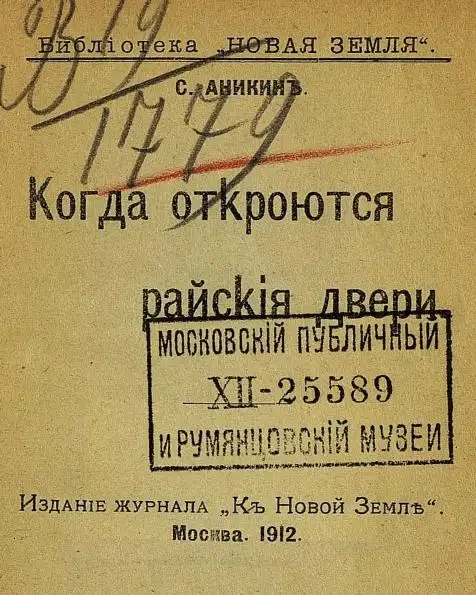 Библіотека „НОВАЯ ЗЕМЛЯ“.
С. АНИКИНЪ.
В 19
1779
Когда откроются
райскія двери.
МОСКОВСКІЙ ПУБЛИЧНЫЙ
XII-25589
И РУМЯНЦОВСКІЙ МУЗЕИ
Изданіе журнала „Къ Новой Землѣ“.
Москва. 1912.